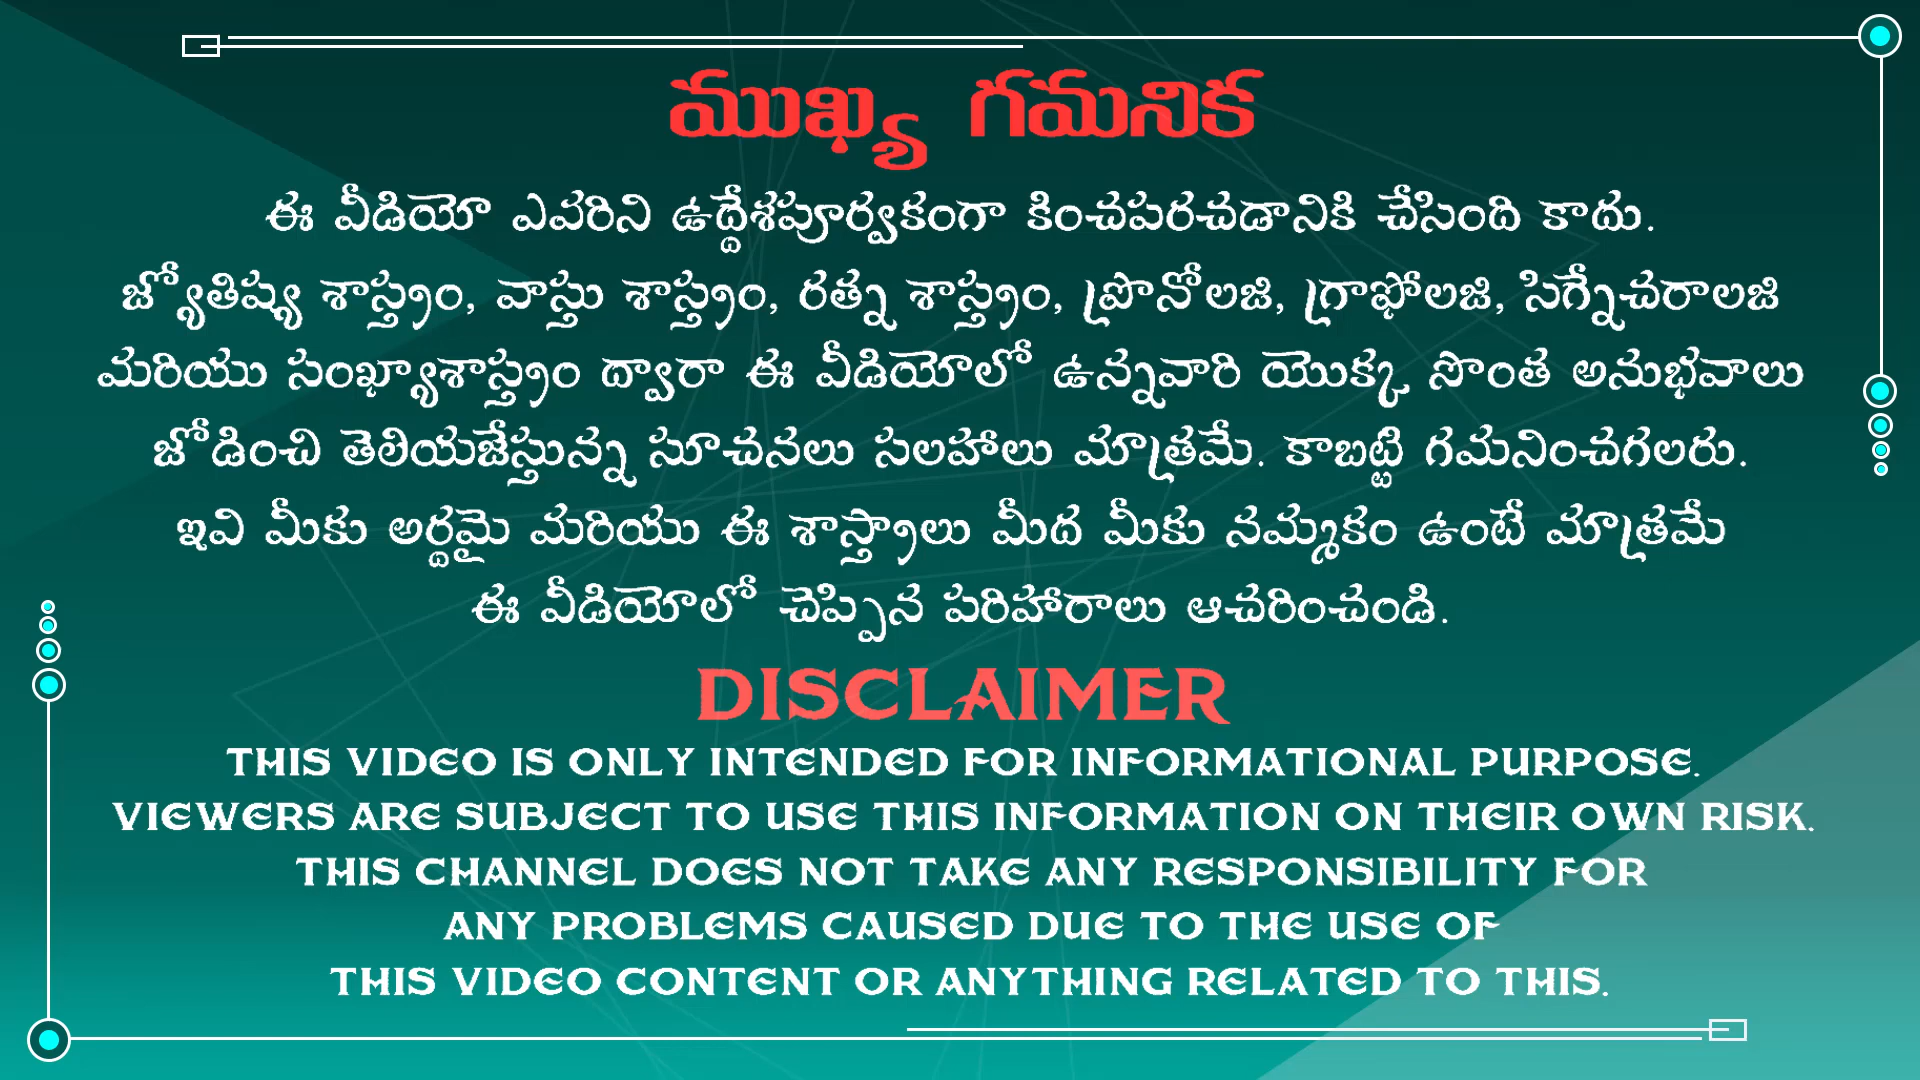 ముఖ్య గమనిక
ఈ వీడియో ఎవరిని ఉద్దేశపూర్వకంగా కించపరచడానికి చేసింది కాదు.
జ్యోతిష్య శాస్త్రం, వాస్తు శాస్త్రం, రత్న శాస్త్రం, ప్రొనోలజి, గ్రాఫోలజి, సిగ్నేచరాలజి
మరియు సంఖ్యాశాస్త్రం ద్వారా ఈ వీడియోలో ఉన్నవారి యొక్క సొంత అనుభవాలు
జోడించి తెలియజేస్తున్న సూచనలు సలహాలు మాత్రమే. కాబట్టి గమనించగలరు.
ఇవి మీకు అర్థమై మరియు ఈ శాస్త్రాలు మీద మీకు నమ్మకం ఉంటే మాత్రమే
ఈ వీడియోలో చెప్పిన పరిహారాలు ఆచరించండి.
DISCLAIMER
THIS VIDEO IS ONLY INTENDED FOR INFORMATIONAL PURPOSE.
VIEWERS ARE SUBJECT TO USE THIS INFORMATION ON THEIR OWN RISK.
THIS CHANNEL DOES NOT TAKE ANY RESPONSIBILITY FOR
ANY PROBLEMS CAUSED DUE TO THE USE OF
THIS VIDEO CONTENT OR ANYTHING RELATED TO THIS.